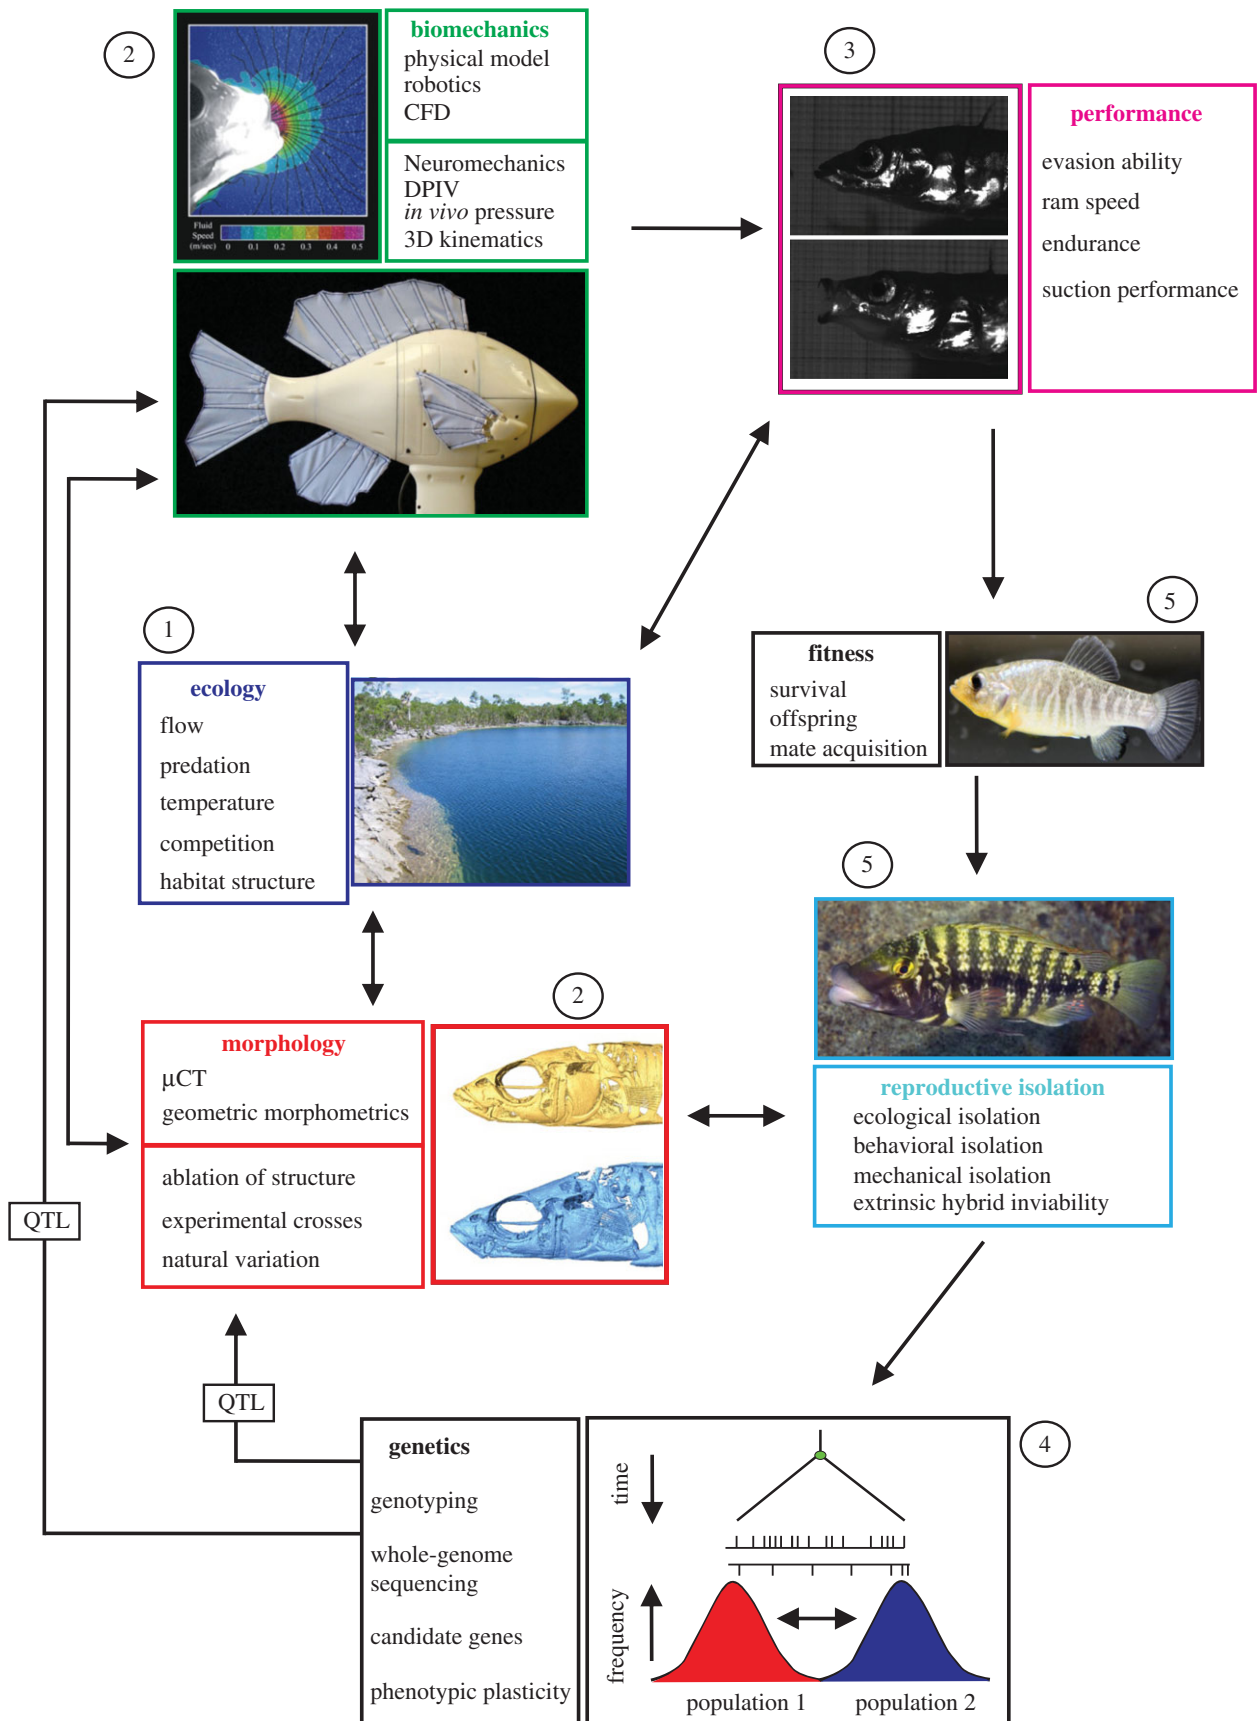 2
biomechanics
physical model
robotics
CFD
Neuromechanics
DPIV
in vivo pressure
3D kinematics
Fluid
Speed
(m/sec)
0 0.1 0.2 0.3 0.4 0.5
3
performance
evasion ability
ram speed
endurance
suction performance
1
ecology
flow
predation
temperature
competition
habitat structure
5
fitness
survival
offspring
mate acquisition
5
reproductive isolation
ecological isolation
behavioral isolation
mechanical isolation
extrinsic hybrid inviability
2
morphology
μCT
geometric morphometrics
ablation of structure
experimental crosses
natural variation
QTL
QTL
genetics
genotyping
whole-genome
sequencing
candidate genes
phenotypic plasticity
4
time
frequency
population 1
population 2